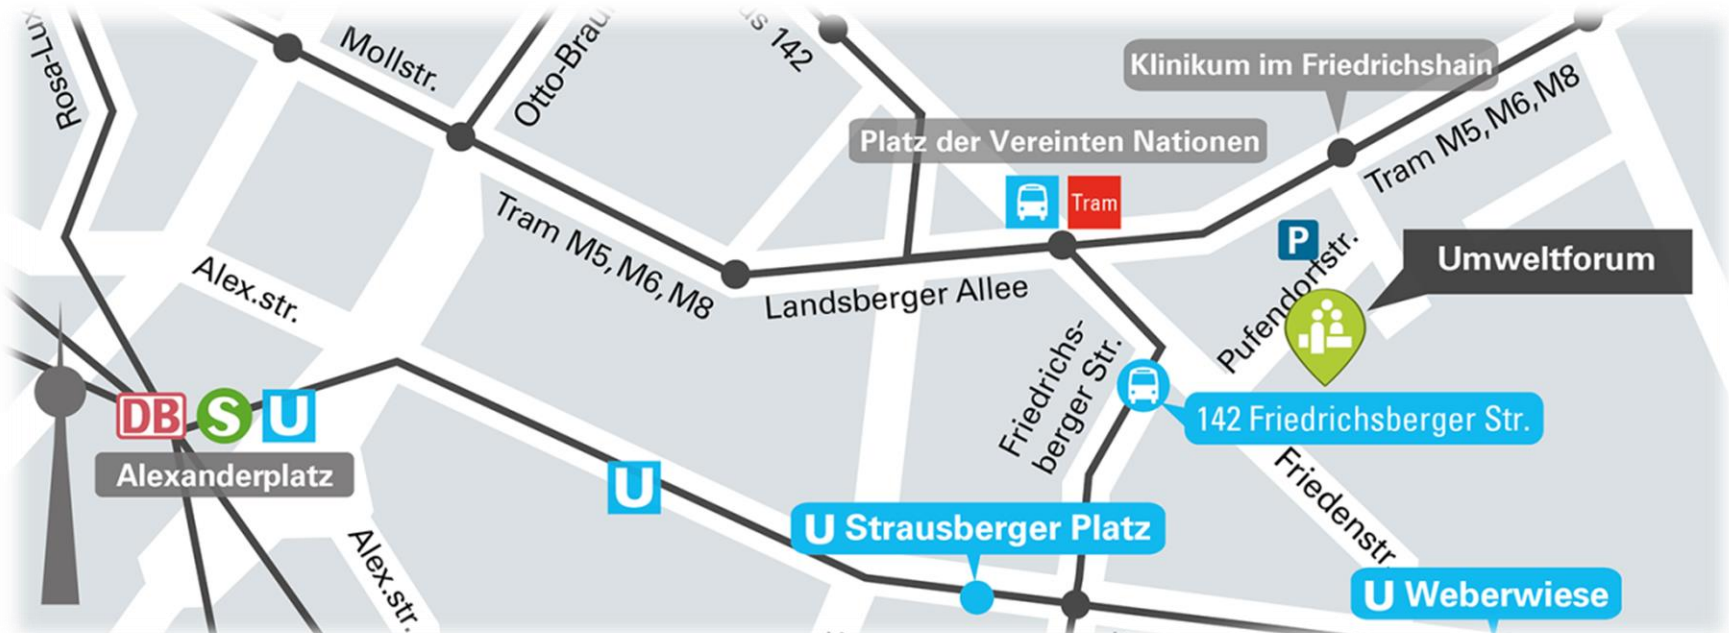 Rosa-Lux
Mollstr.
Otto-Brau
us 142
Klinikum im Friedrichshain
Tram M5, M6, M8
Platz der Vereinten Nationen
Tram
P
Pufendorfstr.
Umweltforum
Tram M5, M6, M8
Landsberger Allee
Alex.str.
Friedrichs-
berger Str.
142 Friedrichsberger Str.
DB
S
U
Alexanderplatz
U
Friedenstr.
U Strausberger Platz
Alex.str.
U Weberwiese